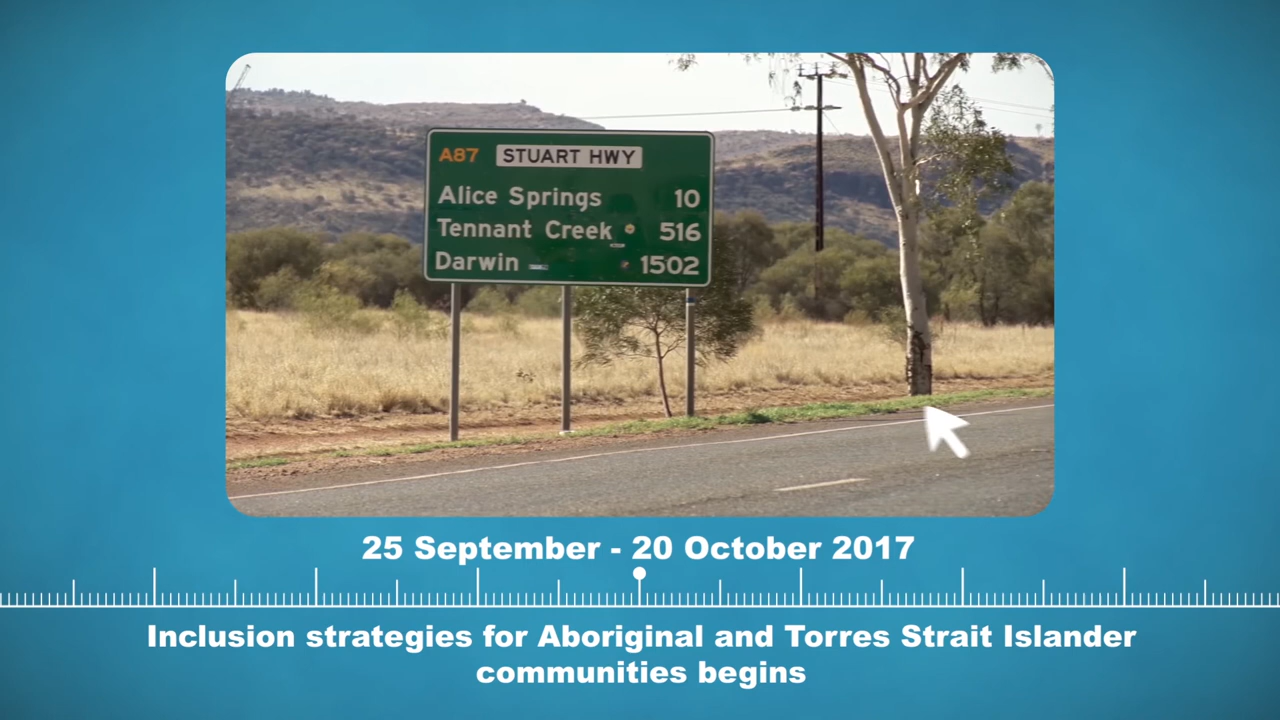 A87 STUART HWY
Alice Springs 10
Tennant Creek 516
Darwin 1502
25 September - 20 October 2017
Inclusion strategies for Aboriginal and Torres Strait Islander
communities begins